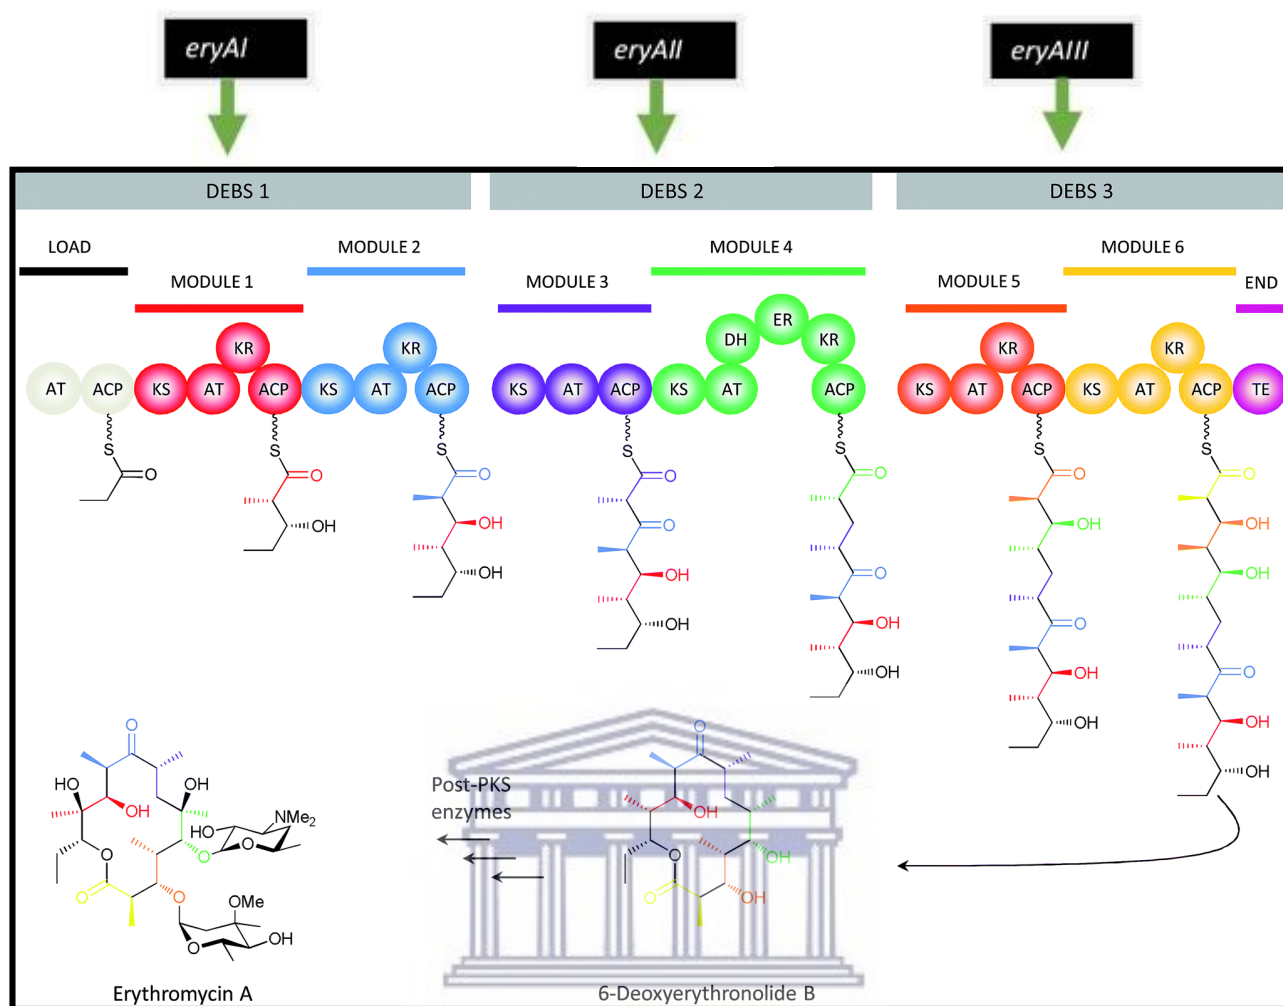 eryAI
eryAII
eryAIII
DEBS 1
DEBS 2
DEBS 3
LOAD
MODULE 1
MODULE 2
MODULE 3
MODULE 4
MODULE 5
MODULE 6
END
AT
ACP
KS
AT
KR
ACP
KS
AT
KR
ACP
KS
AT
ACP
KS
AT
DH
ER
KR
ACP
KS
AT
KR
ACP
KS
AT
KR
ACP
TE
S
O
S
O
OH
S
O
OH
OH
S
O
O
OH
OH
S
O
O
OH
OH
S
O
OH
O
OH
OH
S
O
OH
OH
O
OH
OH
O
HO
OH
HO
HO
NMe2
O
O
O
O
O
OMe
O
OH
Erythromycin A
Post-PKS
enzymes
O
OH
O
OH
O
OH
6-Deoxyerythronolide B